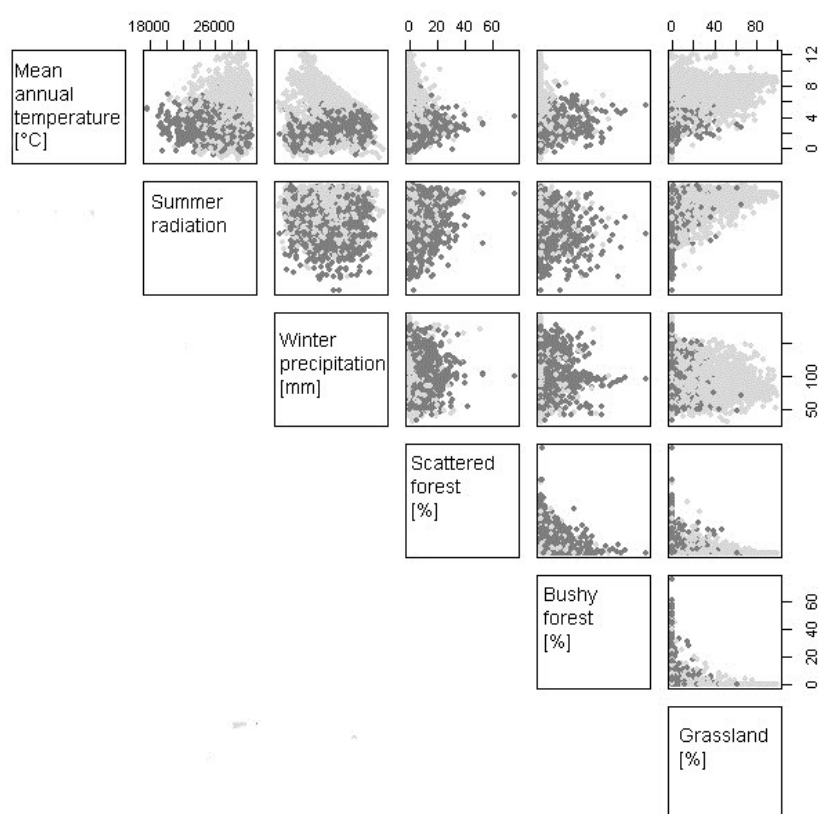 18000 26000 0 20 40 60 0 40 80
Mean
annual
temperature
[°C]
0 4 8 12
Summer
radiation
Winter
precipitation
[mm]
50 100
Scattered
forest
[%]
Bushy
forest
[%]
0 20 40 60
Grassland
[%]